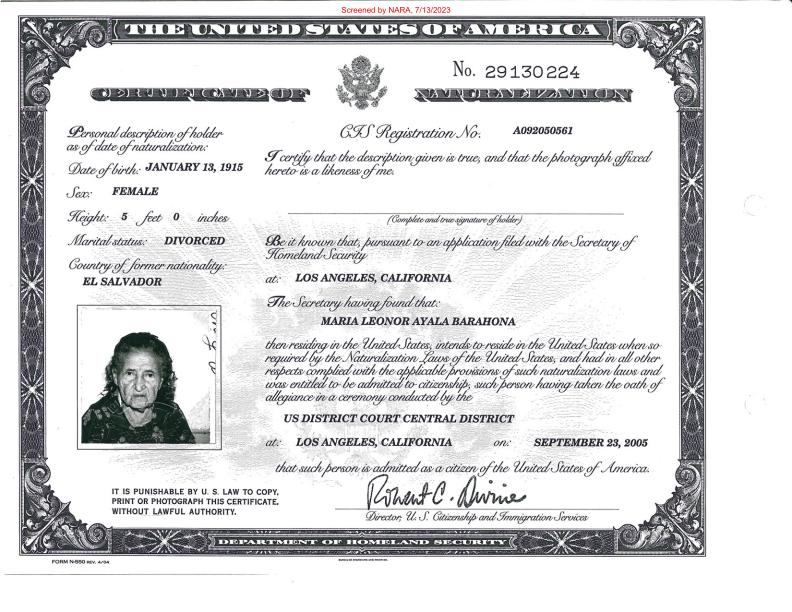 Screened by NARA, 7/13/2023
THE UNITED STATES OF AMERICA
No. 29130224
CERTIFICATE OF NATURALIZATION
Personal description of holder
as of date of naturalization:
Date of birth: JANUARY 13, 1915
Sex: FEMALE
Height: 5 feet 0 inches
Marital status: DIVORCED
Country of former nationality:
EL SALVADOR
CIS Registration No. A092050561
I certify that the description given is true, and that the photograph affixed
hereto is a likeness of me.
(Complete and true signature of holder)
Be it known that, pursuant to an application filed with the Secretary of
Homeland Security
at: LOS ANGELES, CALIFORNIA
The Secretary having found that:
MARIA LEONOR AYALA BARAHONA
then residing in the United States, intends to reside in the United States when so
required by the Naturalization Laws of the United States, and had in all other
respects complied with the applicable provisions of such naturalization laws and
was entitled to be admitted to citizenship, such person having taken the oath of
allegiance in a ceremony conducted by the
US DISTRICT COURT CENTRAL DISTRICT
at: LOS ANGELES, CALIFORNIA on: SEPTEMBER 23, 2005
that such person is admitted as a citizen of the United States of America.
IT IS PUNISHABLE BY U. S. LAW TO COPY,
PRINT OR PHOTOGRAPH THIS CERTIFICATE,
WITHOUT LAWFUL AUTHORITY.
Robert C. Divine
Director, U. S. Citizenship and Immigration Services
DEPARTMENT OF HOMELAND SECURITY
FORM N-550 REV. 4/04